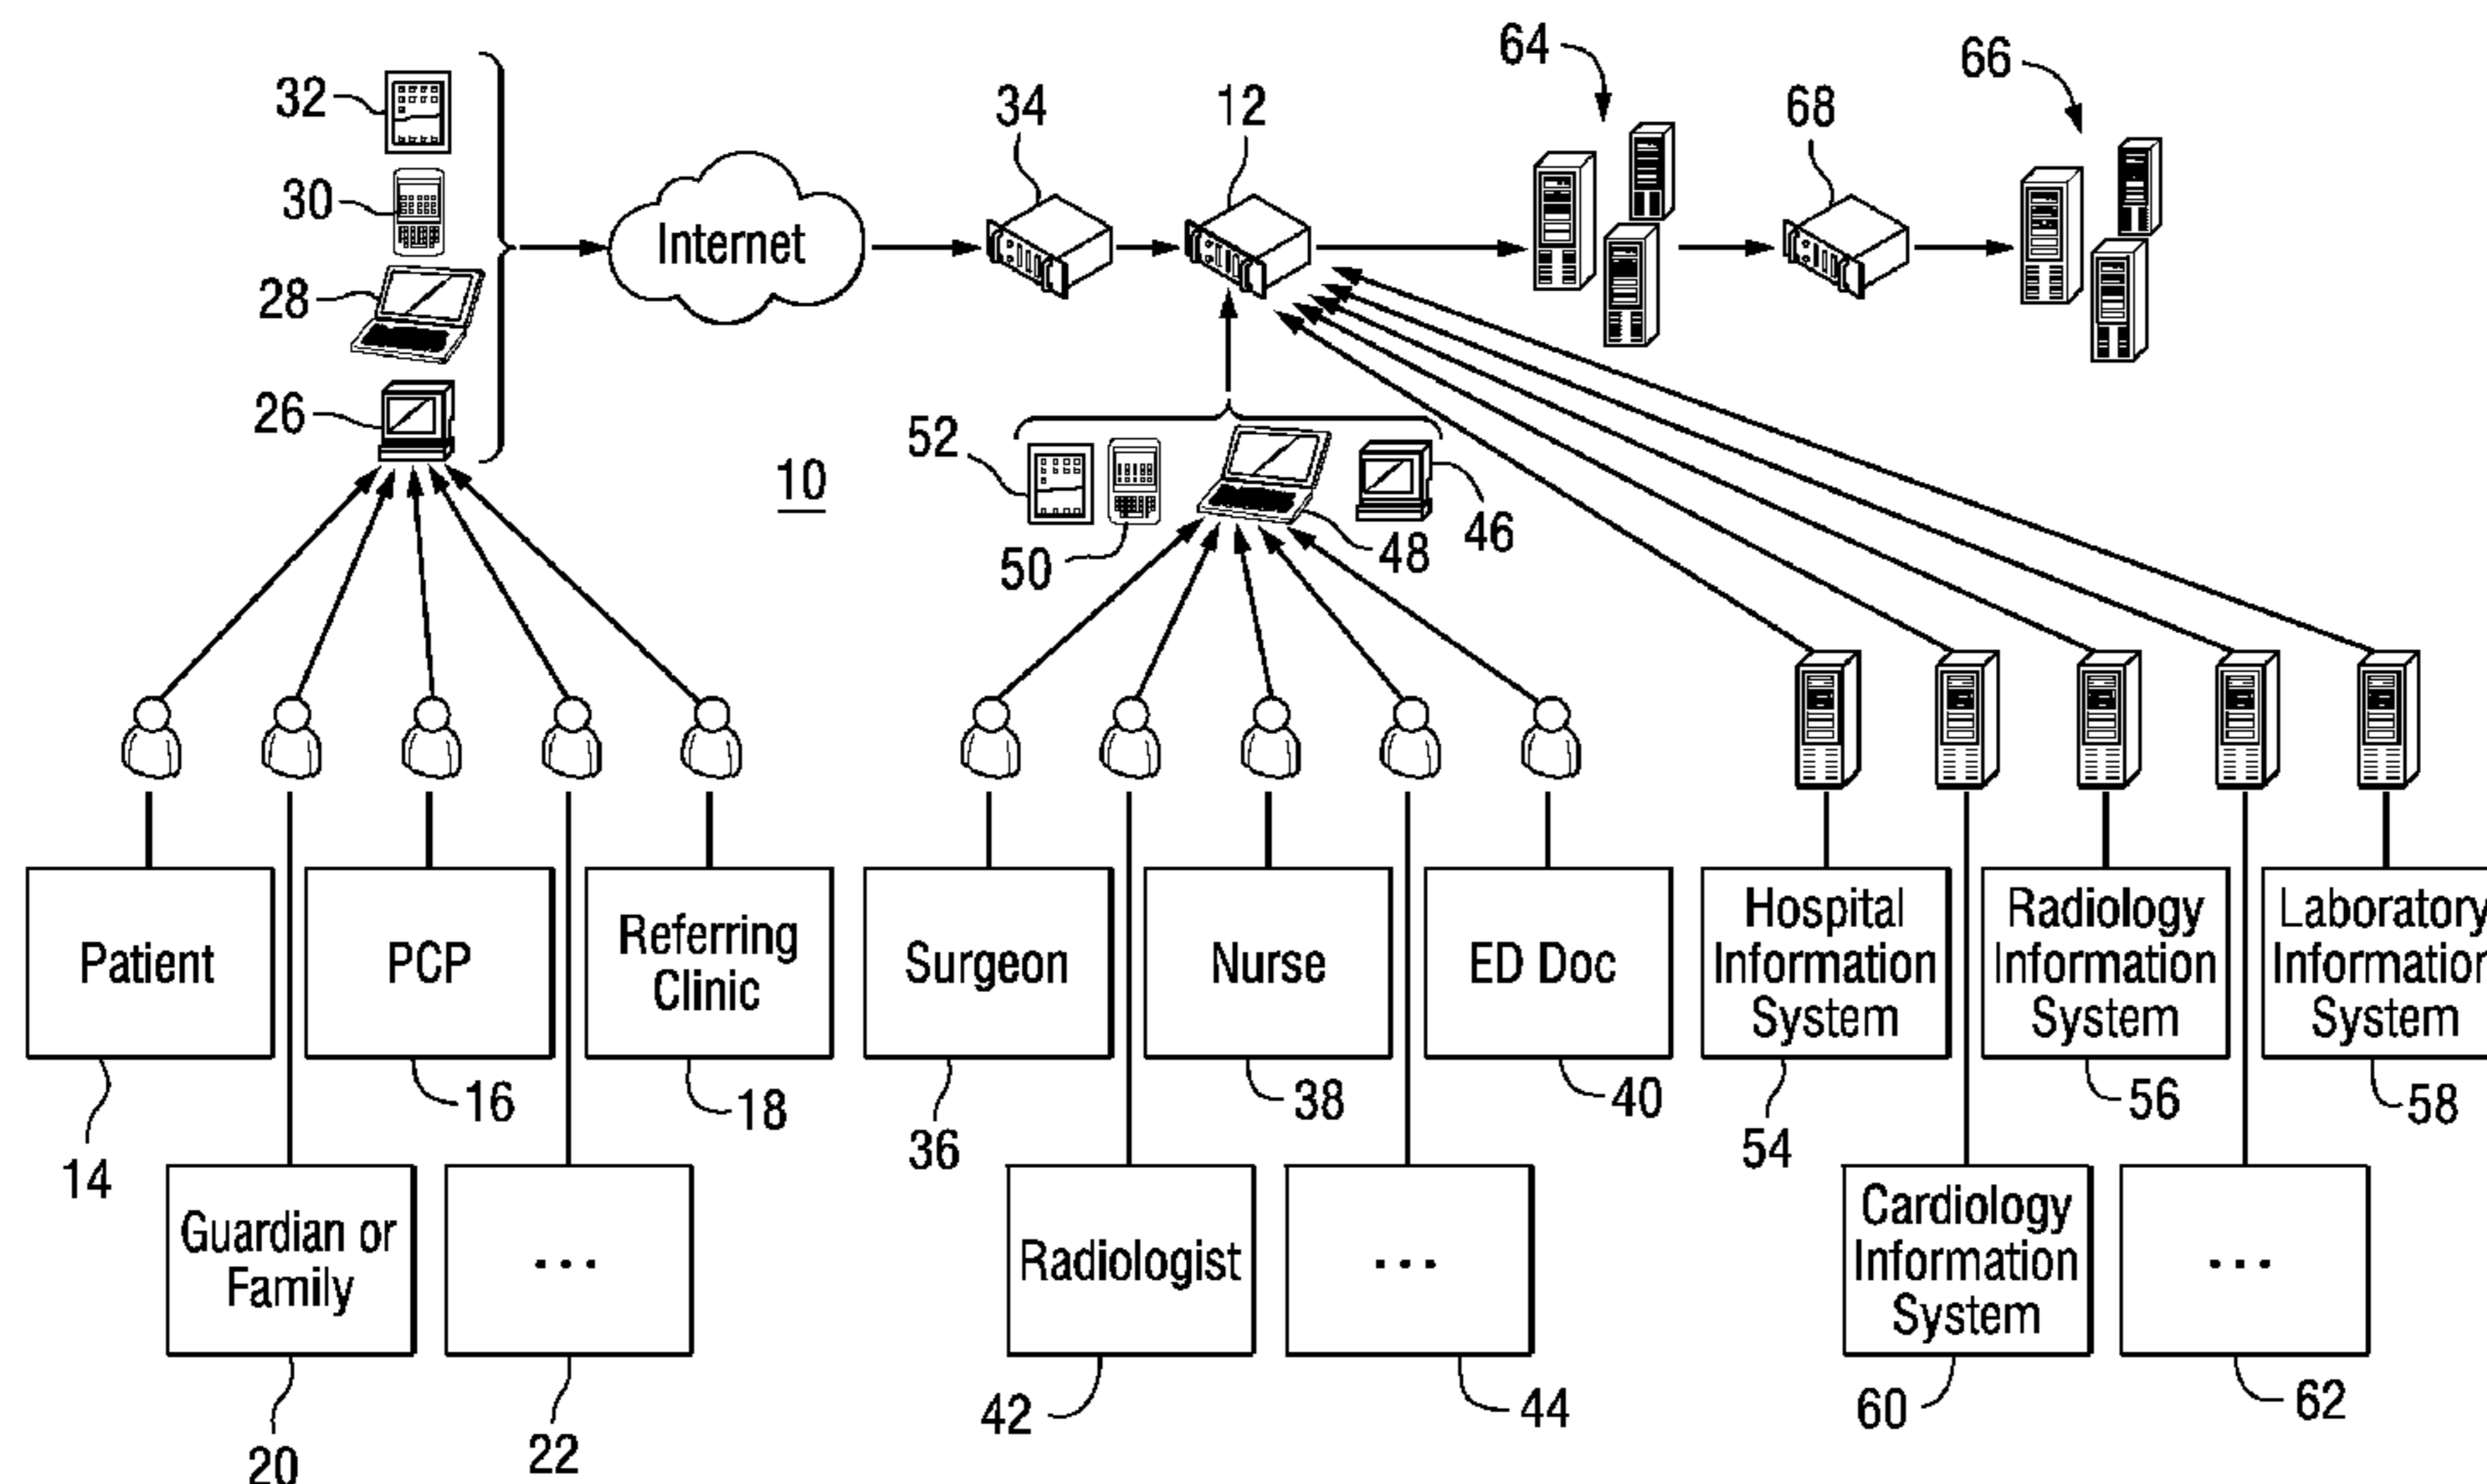 64
66
32
34
12
68
30
Internet
28
26
52
10
46
48
50
Patient
PCP
Referring
Clinic
Surgeon
Nurse
ED Doc
Hospital
Information
System
Radiology
Information
System
Laboratory
Information
System
16
18
38
40
56
58
14
36
54
Guardian or
Family
...
Radiologist
...
Cardiology
Information
System
...
20
22
42
44
60
62